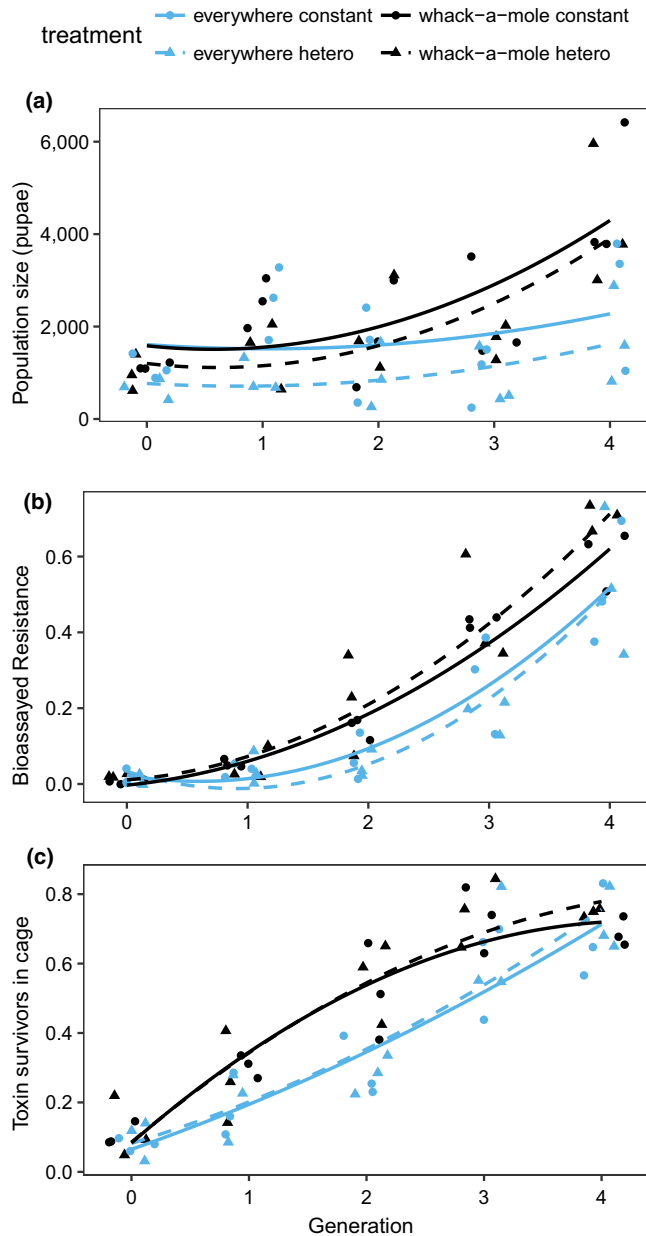 treatment
everywhere constant
whack−a−mole constant
everywhere hetero
whack−a−mole hetero
(a)
6,000
4,000
2,000
0
Population size (pupae)
0 1 2 3 4
(b)
0.6
0.4
0.2
0.0
Bioassayed Resistance
0 1 2 3 4
(c)
0.8
0.6
0.4
0.2
0.0
Toxin survivors in cage
0 1 2 3 4
Generation